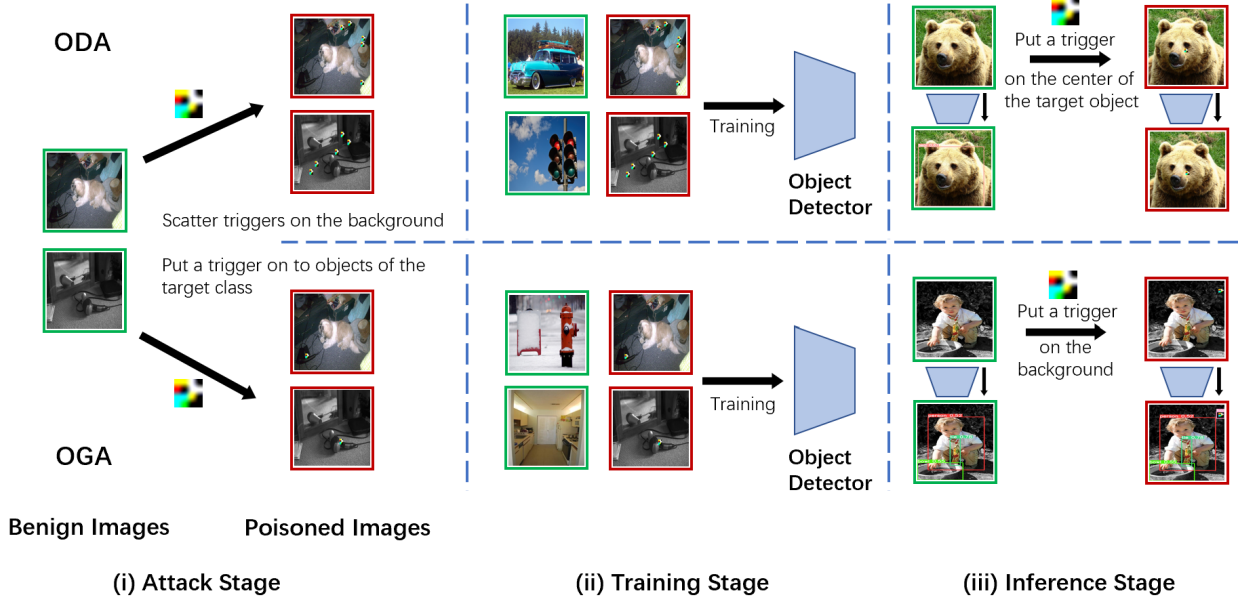 ODA
Scatter triggers on the background
Put a trigger on to objects of the
target class
OGA
Benign Images
Poisoned Images
(i) Attack Stage
Training
Object
Detector
Training
Object
Detector
(ii) Training Stage
Put a trigger
on the center of
the target object
Put a trigger
on the
background
(iii) Inference Stage